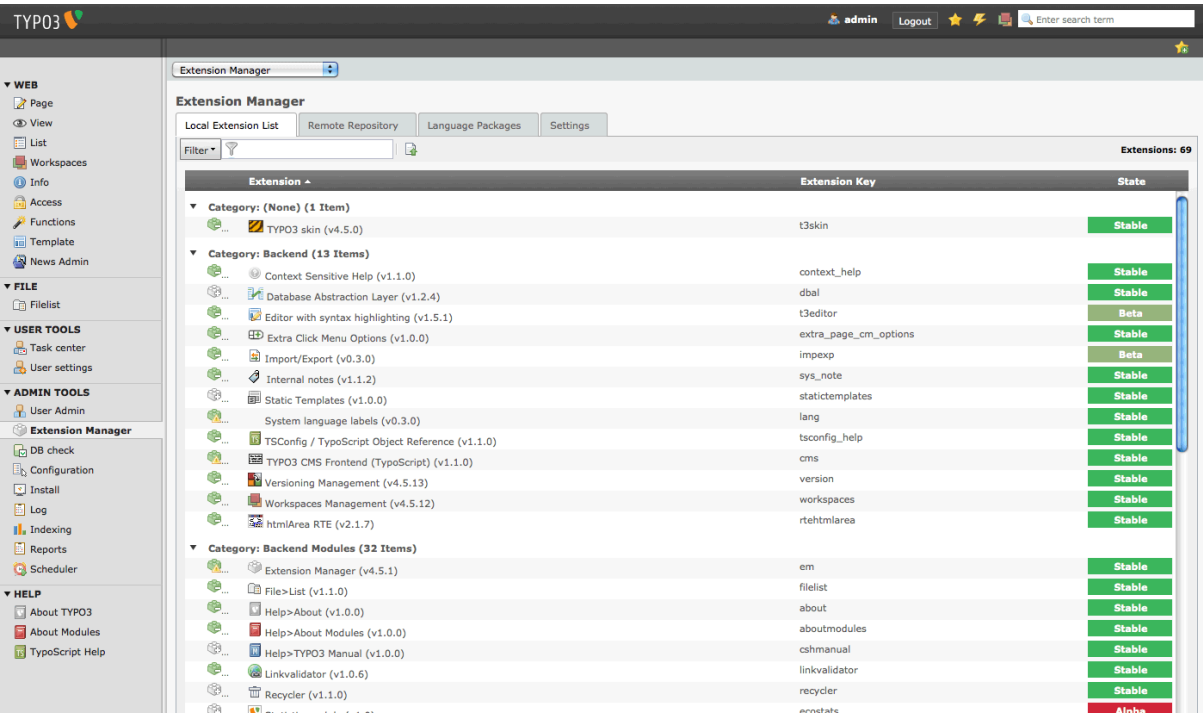 TYPO3
admin Logout Enter search term
Extension Manager
WEB
Page
View
List
Workspaces
Info
Access
Functions
Template
News Admin
FILE
Filelist
USER TOOLS
Task center
User settings
ADMIN TOOLS
User Admin
Extension Manager
DB check
Configuration
Install
Log
Indexing
Reports
Scheduler
HELP
About TYPO3
About Modules
TypoScript Help
Extension Manager
Local Extension List Remote Repository Language Packages Settings
Filter Extensions: 69
Extension Extension Key State
Category: (None) (1 Item)
... TYPO3 skin (v4.5.0) t3skin Stable
Category: Backend (13 Items)
... Context Sensitive Help (v1.1.0) context_help Stable
... Database Abstraction Layer (v1.2.4) dbal Stable
... Editor with syntax highlighting (v1.5.1) t3editor Beta
... Extra Click Menu Options (v1.0.0) extra_page_cm_options Stable
... Import/Export (v0.3.0) impexp Beta
... Internal notes (v1.1.2) sys_note Stable
... Static Templates (v1.0.0) statictemplates Stable
... System language labels (v0.3.0) lang Stable
... TSConfig / TypoScript Object Reference (v1.1.0) tsconfig_help Stable
... TYPO3 CMS Frontend (TypoScript) (v1.1.0) cms Stable
... Versioning Management (v4.5.13) version Stable
... Workspaces Management (v4.5.12) workspaces Stable
... htmlArea RTE (v2.1.7) rtehtmlarea Stable
Category: Backend Modules (32 Items)
... Extension Manager (v4.5.1) em Stable
... File>List (v1.1.0) filelist Stable
... Help>About (v1.0.0) about Stable
... Help>About Modules (v1.0.0) aboutmodules Stable
... Help>TYPO3 Manual (v1.0.0) cshmanual Stable
... Linkvalidator (v1.0.6) linkvalidator Stable
... Recycler (v1.1.0) recycler Stable
ecostats Alpha